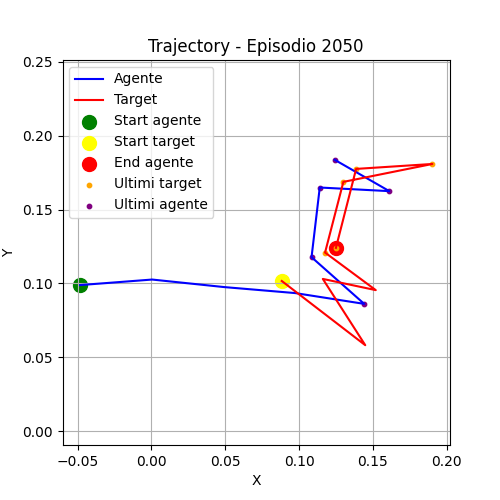 Trajectory - Episodio 2050
0.25
0.20
0.15
0.10
0.05
0.00
Y
Agente
Target
Start agente
Start target
End agente
Ultimi target
Ultimi agente
−0.05 0.00 0.05 0.10 0.15 0.20
X